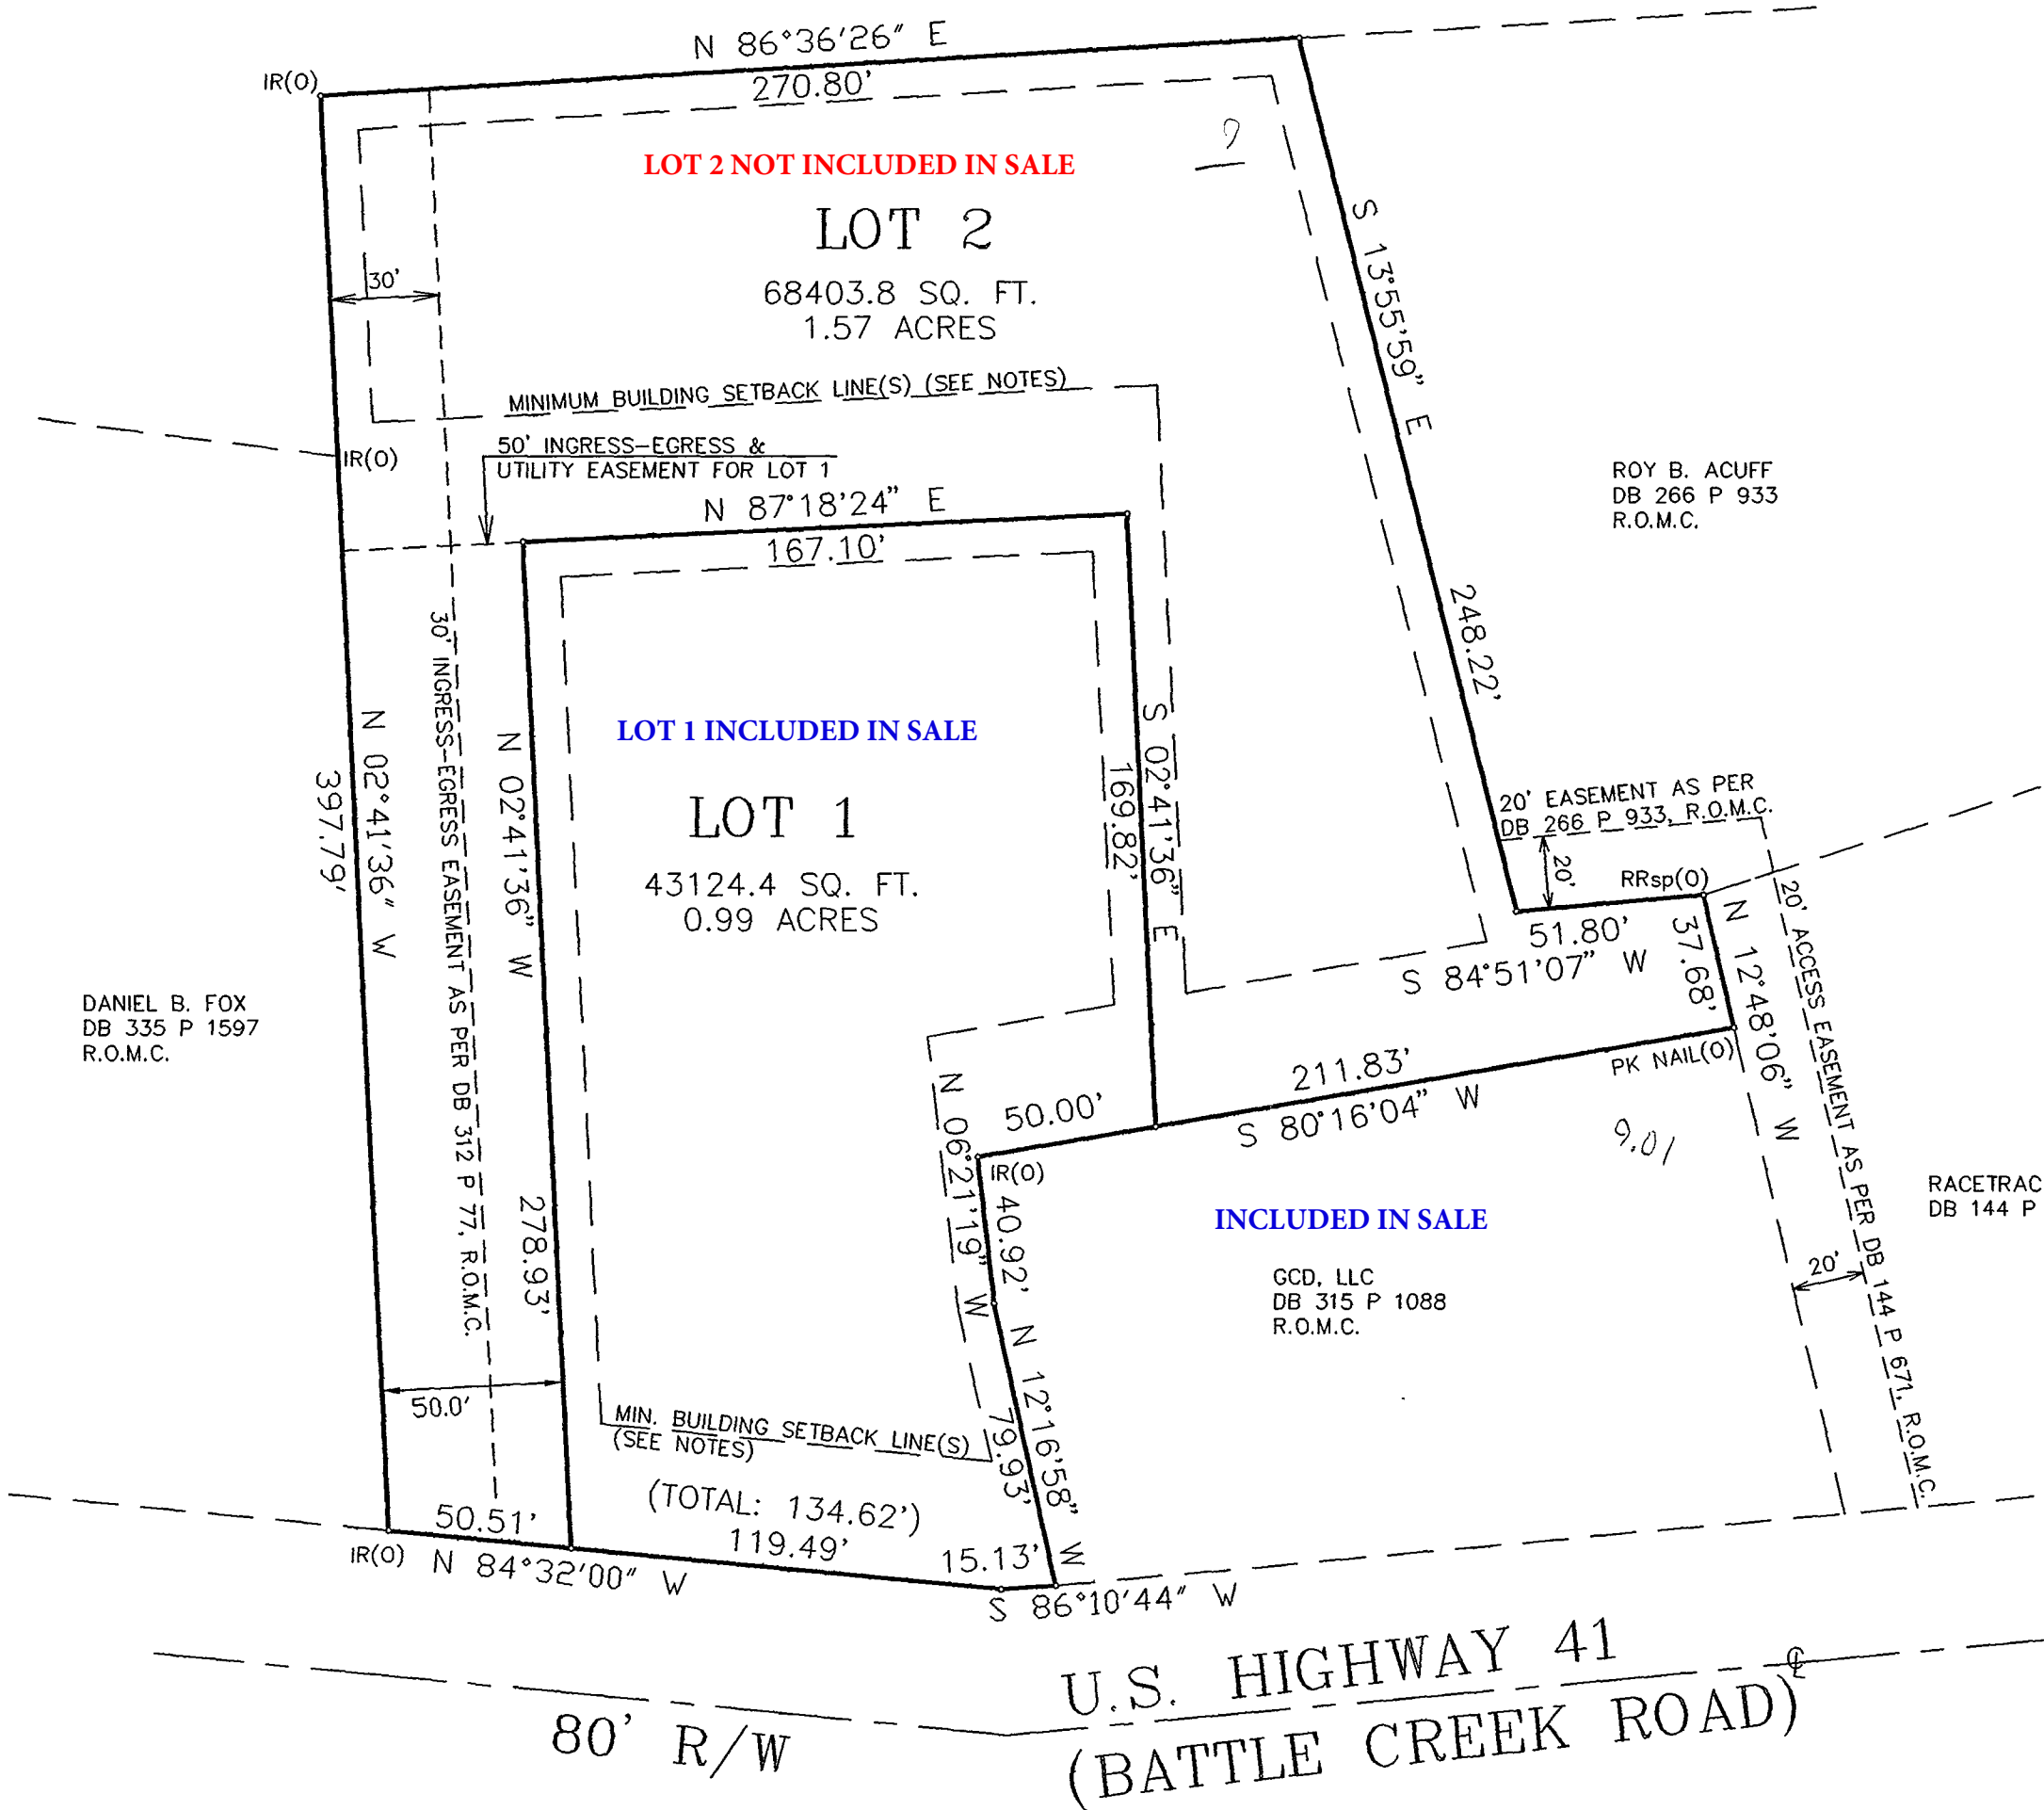 N 86°36'26" E
IR(O)
270.80'
9
LOT 2 NOT INCLUDED IN SALE
LOT 2
68403.8 SQ. FT.
1.57 ACRES
30'
S 13°55'59" E
248.22'
MINIMUM BUILDING SETBACK LINE(S) (SEE NOTES)
IR(O)
50' INGRESS-EGRESS &
UTILITY EASEMENT FOR LOT 1
N 87°18'24" E
167.10'
ROY B. ACUFF
DB 266 P 933
R.O.M.C.
N 02°41'36" W
397.79'
30' INGRESS-EGRESS EASEMENT AS PER DB 312 P 77, R.O.M.C.
N 02°41'36" W
278.93'
LOT 1 INCLUDED IN SALE
LOT 1
43124.4 SQ. FT.
0.99 ACRES
S 02°41'36" E
169.82'
20' EASEMENT AS PER
DB 266 P 933, R.O.M.C.
20'
RRsp(O)
51.80'
S 84°51'07" W
37.68'
N 12°48'06" W
20' ACCESS EASEMENT AS PER DB 144 P 671, R.O.M.C.
DANIEL B. FOX
DB 335 P 1597
R.O.M.C.
211.83'
PK NAIL(O)
50.00'
S 80°16'04" W
9.01
IR(O)
N 06°21'19" W
40.92'
INCLUDED IN SALE
RACETRAC
DB 144 P
GCD, LLC
DB 315 P 1088
R.O.M.C.
20'
N 12°16'58" W
79.93'
50.0'
MIN. BUILDING SETBACK LINE(S)
(SEE NOTES)
(TOTAL: 134.62')
50.51'
119.49'
15.13'
IR(O)
N 84°32'00" W
S 86°10'44" W
U.S. HIGHWAY 41
℄
80' R/W
(BATTLE CREEK ROAD)